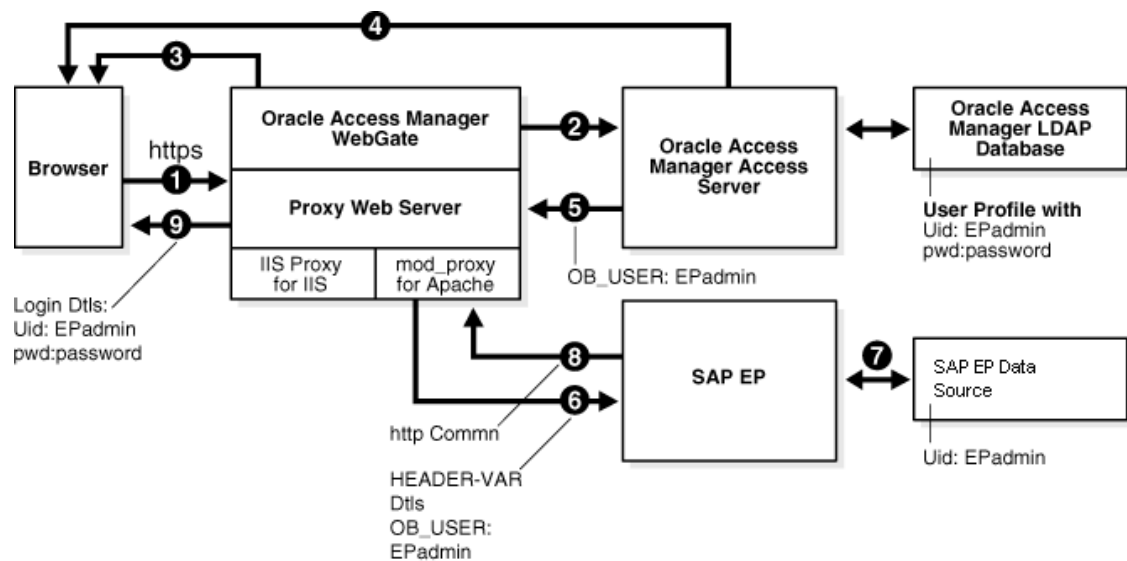 4
3
Oracle Access Manager
WebGate
2
Oracle Access
Manager Access
Server
Oracle Access
Manager LDAP
Database
Browser
https
1
Proxy Web Server
9
5
User Profile with
Uid: EPadmin
pwd:password
IIS Proxy
for IIS
mod_proxy
for Apache
OB_USER: EPadmin
Login Dtls:
Uid: EPadmin
pwd:password
8
SAP EP
7
SAP EP Data
Source
6
http Commn
Uid: EPadmin
HEADER-VAR
Dtls
OB_USER:
EPadmin